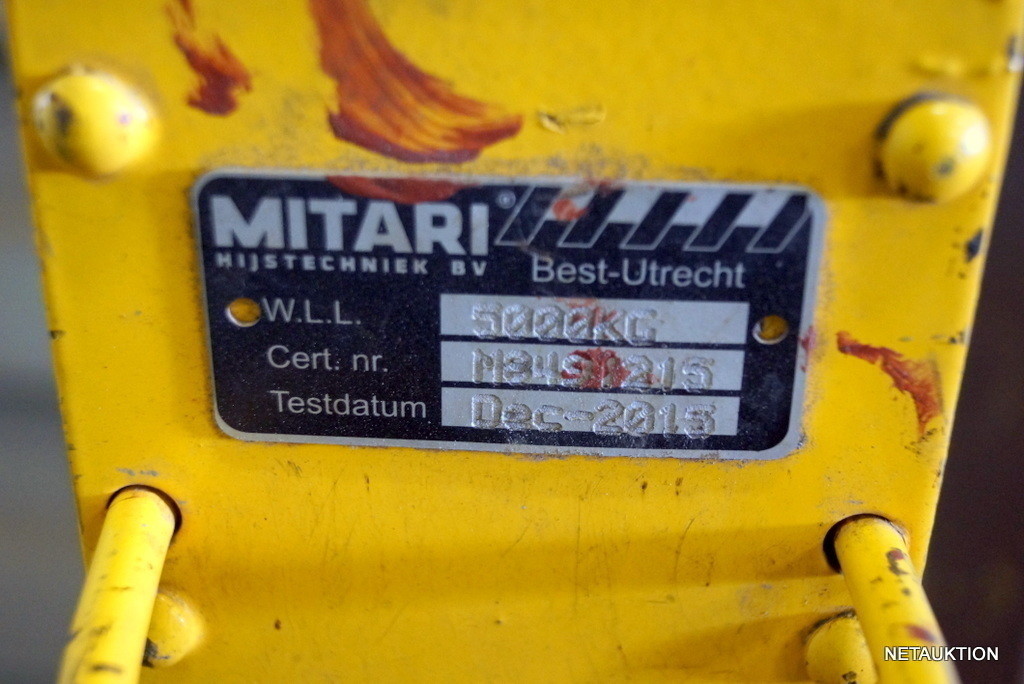 MITARI®
HIJSTECHNIEK BV
Best-Utrecht
W.L.L. 5000KG
Cert. nr.
Testdatum Dec-2015
NETAUKTION